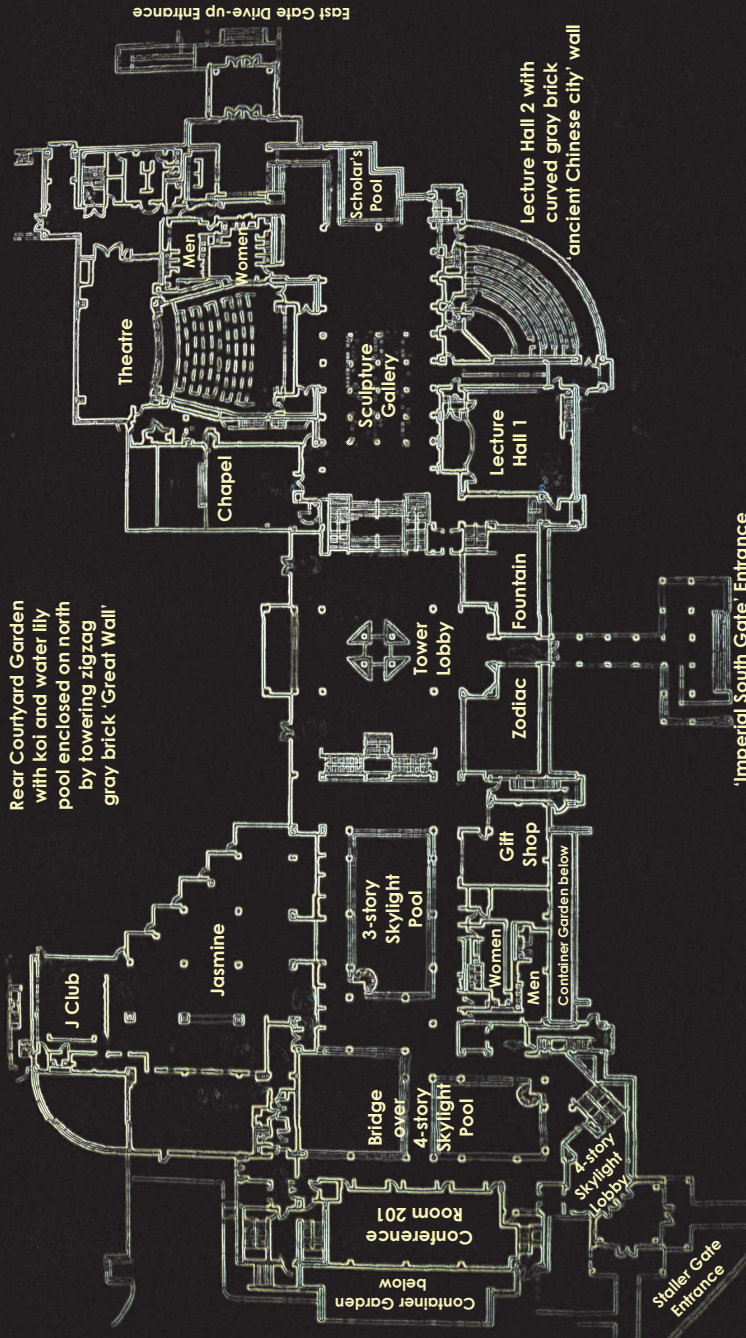 East Gate Drive-up Entrance
Lecture Hall 2 with
curved gray brick
'ancient Chinese city' wall
Scholar's
Pool
Men
Women
Theatre
Sculpture
Gallery
Lecture
Hall 1
Chapel
Rear Courtyard Garden
with koi and water lily
pool enclosed on north
by towering zigzag
gray brick 'Great Wall'
Fountain
Tower
Lobby
Zodiac
'Imperial South Gate' Entrance
Gift
Shop
3-story
Skylight
Pool
Container Garden below
Women
Men
Jasmine
J Club
Bridge
over
4-story
Skylight
Pool
4-story
Skylight
Lobby
Conference
Room 201
Container Garden
below
Staller Gate
Entrance